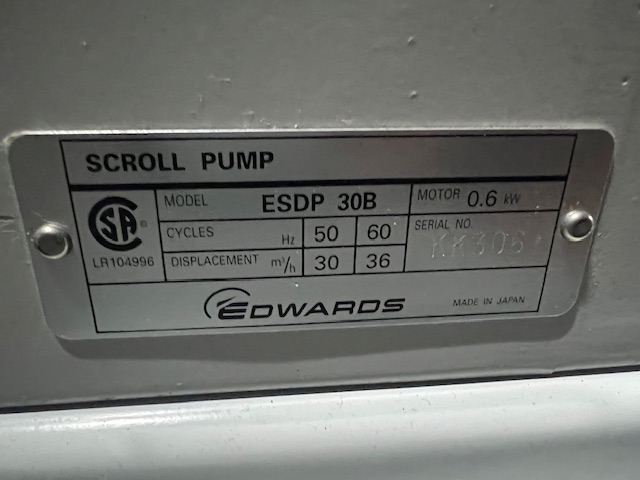 SCROLL PUMP
CSA ®
LR104996
MODEL ESDP 30B MOTOR 0.6 kW
CYCLES Hz 50 60 SERIAL NO.
DISPLACEMENT m³/h 30 36
EDWARDS MADE IN JAPAN